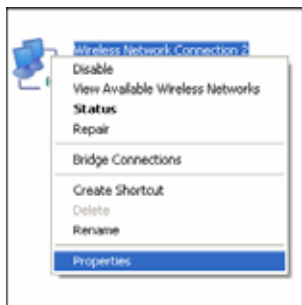 Wireless Network Connection 2
Disable
View Available Wireless Networks
Status
Repair
Bridge Connections
Create Shortcut
Delete
Rename
Properties